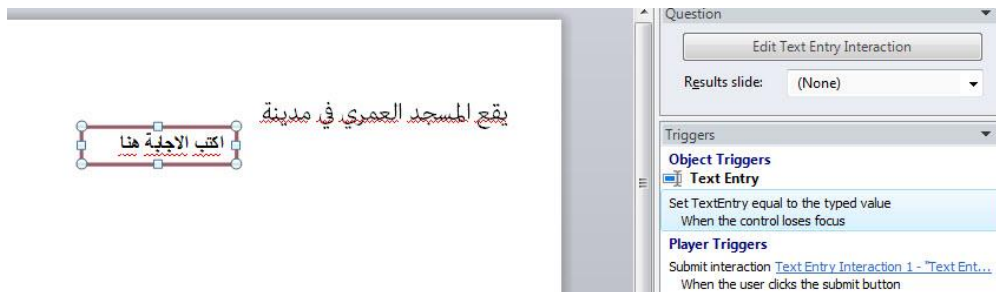 يقع المسجد العمري في مدينة
اكتب الاجابة هنا
Question
Edit Text Entry Interaction
Results slide: (None)
Triggers
Object Triggers
Text Entry
Set TextEntry equal to the typed value
When the control loses focus
Player Triggers
Submit interaction Text Entry Interaction 1 - "Text Ent...
When the user clicks the submit button